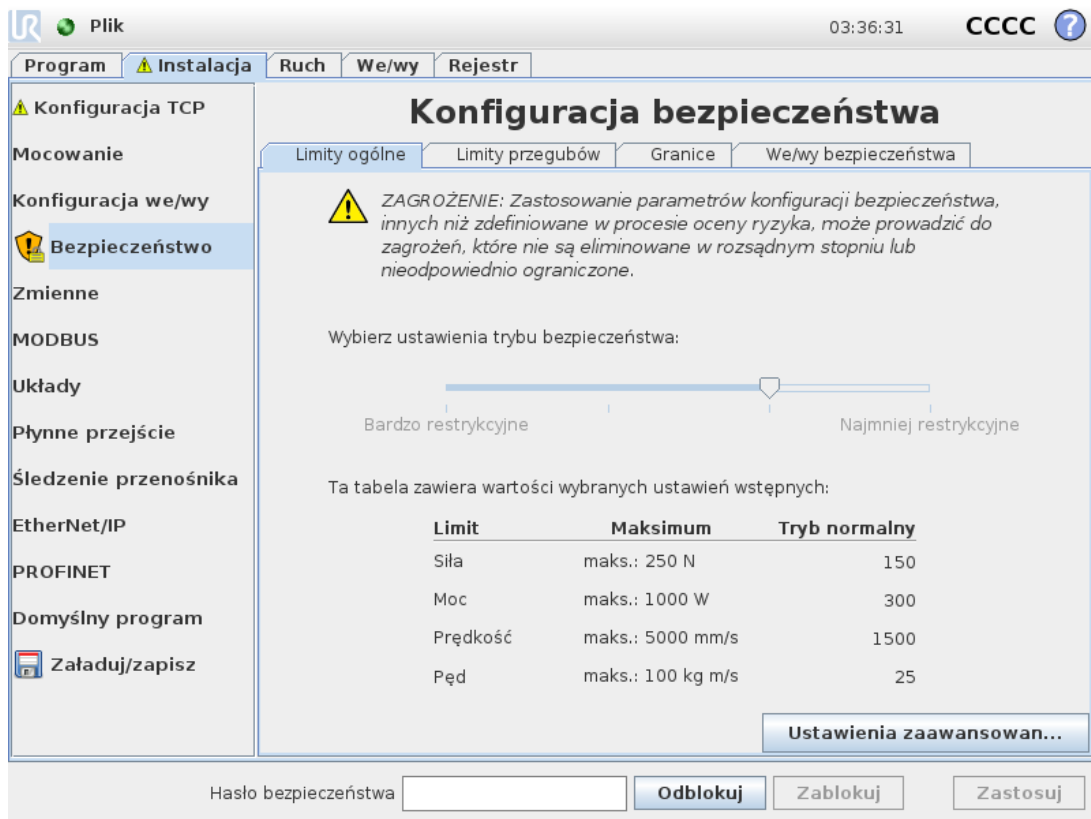 UR Plik 03:36:31 CCCC ?
Program Instalacja Ruch We/wy Rejestr
Konfiguracja TCP
Mocowanie
Konfiguracja we/wy
Bezpieczeństwo
Zmienne
MODBUS
Układy
Płynne przejście
Śledzenie przenośnika
EtherNet/IP
PROFINET
Domyślny program
Załaduj/zapisz
Konfiguracja bezpieczeństwa
Limity ogólne Limity przegubów Granice We/wy bezpieczeństwa
ZAGROŻENIE: Zastosowanie parametrów konfiguracji bezpieczeństwa,
innych niż zdefiniowane w procesie oceny ryzyka, może prowadzić do
zagrożeń, które nie są eliminowane w rozsądnym stopniu lub
nieodpowiednio ograniczone.
Wybierz ustawienia trybu bezpieczeństwa:
Bardzo restrykcyjne Najmniej restrykcyjne
Ta tabela zawiera wartości wybranych ustawień wstępnych:
Limit Maksimum Tryb normalny
Siła maks.: 250 N 150
Moc maks.: 1000 W 300
Prędkość maks.: 5000 mm/s 1500
Pęd maks.: 100 kg m/s 25
Ustawienia zaawansowan...
Hasło bezpieczeństwa Odblokuj Zablokuj Zastosuj